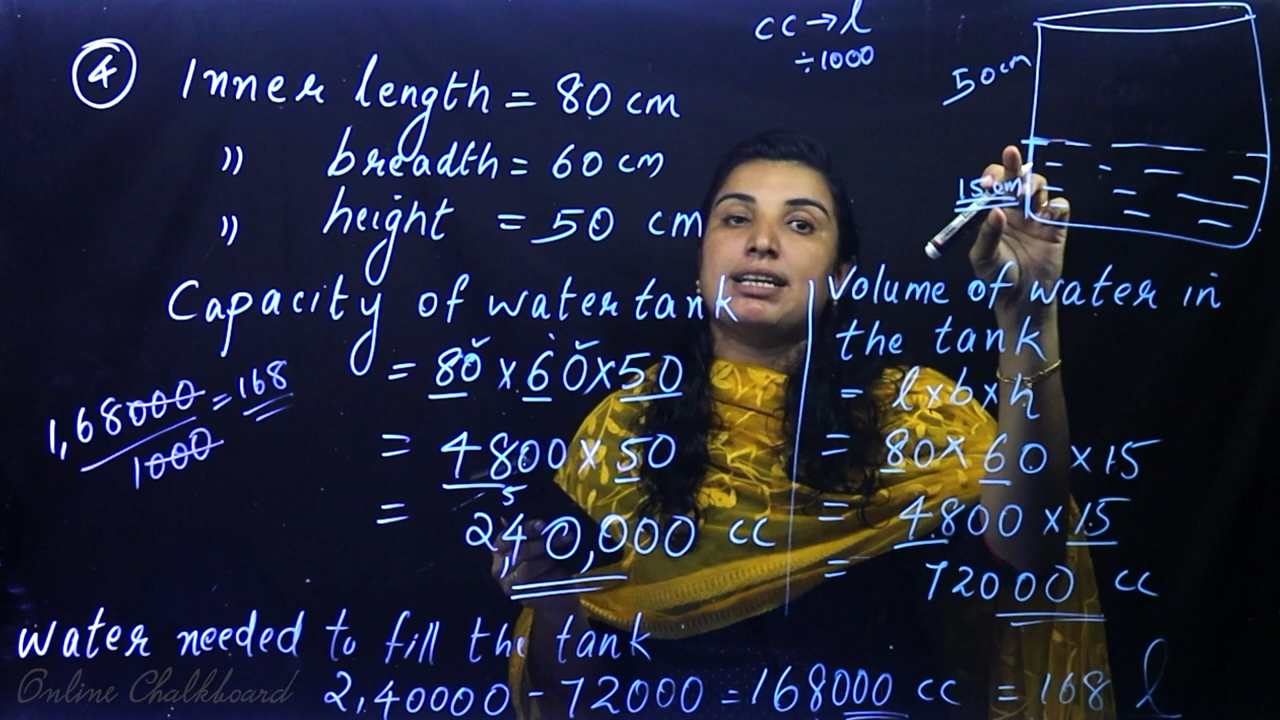 cc → l
÷1000
50cm
15cm
④ Inner length = 80 cm
〃 breadth = 60 cm
〃 height = 50 cm
Capacity of water tank
= 80 × 60 × 50
= 4800 × 50
5
= 2,40,000 cc
1,68000/1000 = 168
Volume of water in
the tank
= l×b×h
= 80 × 60 × 15
= 4800 × 15
= 72000 cc
Water needed to fill the tank
2,40000 - 72000 = 168000 cc = 168 l
Online Chalkboard